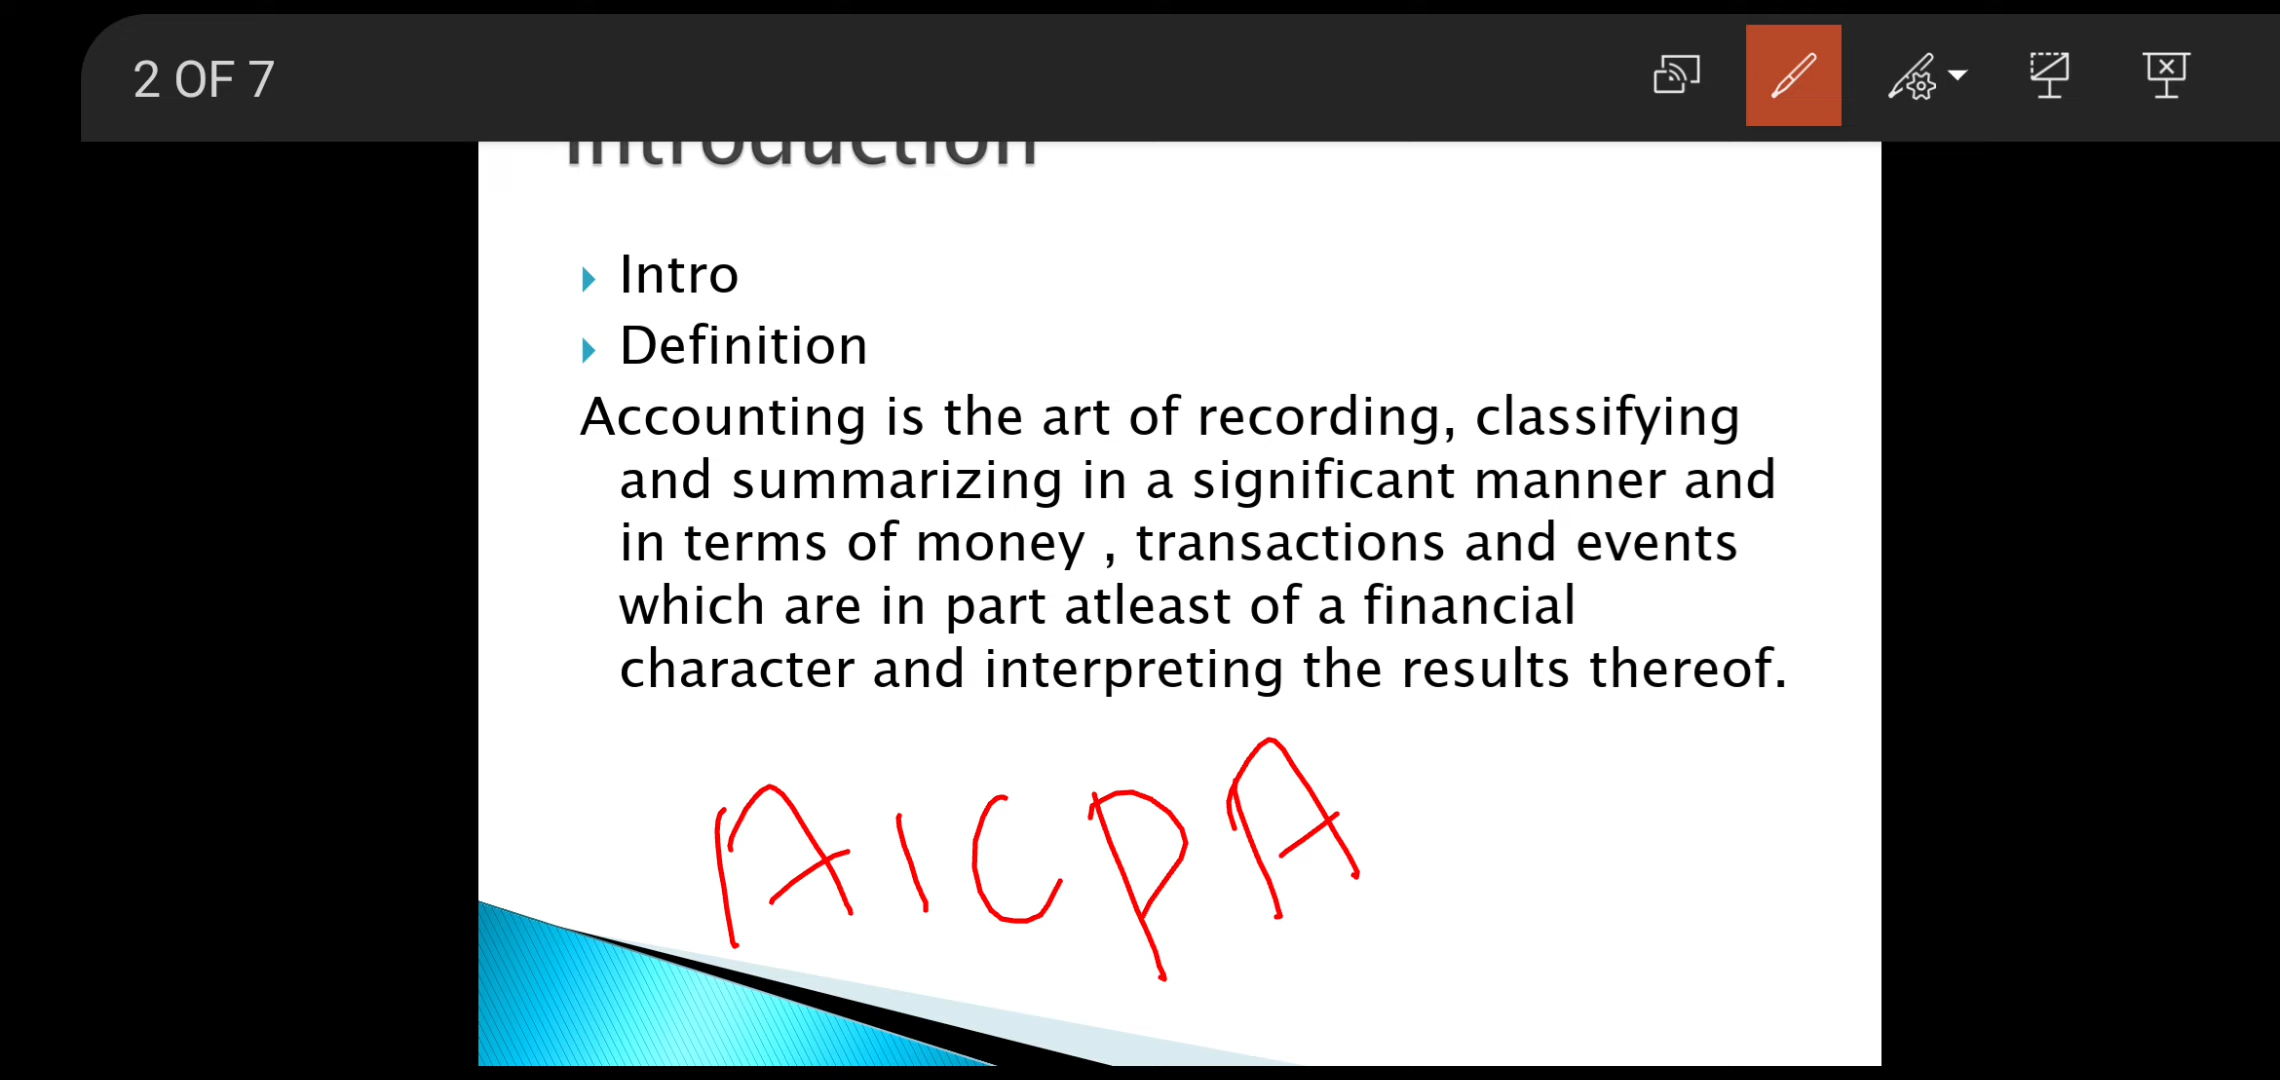 2 OF 7
Introduction
Intro
Definition
Accounting is the art of recording, classifying
and summarizing in a significant manner and
in terms of money , transactions and events
which are in part atleast of a financial
character and interpreting the results thereof.
AICPA